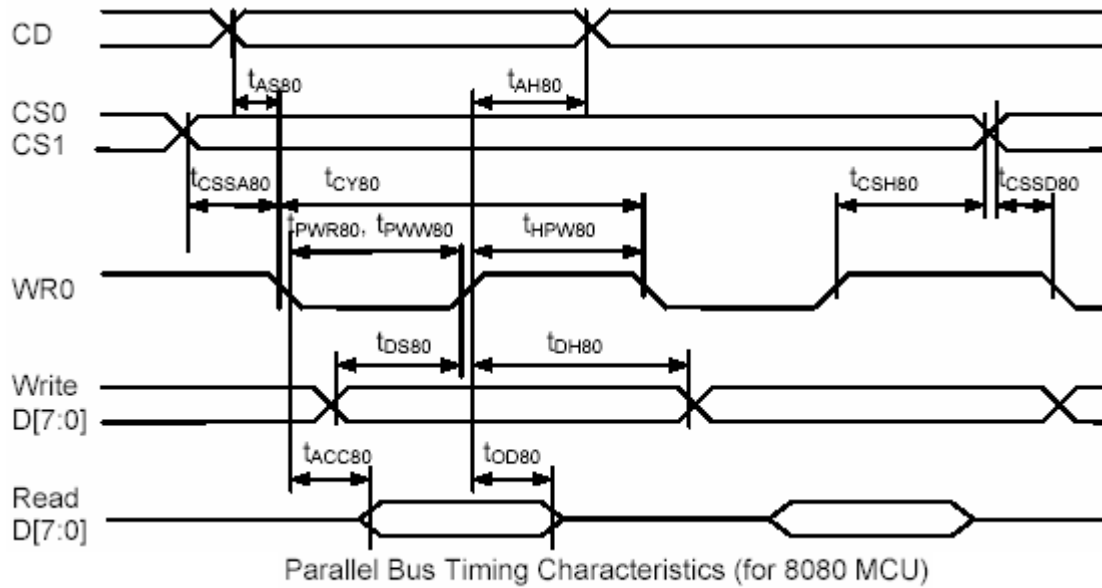 CD
tAS80 tAH80
CS0
CS1
tCSSA80 tCY80 tCSH80 tCSSD80
tPWR80, tPWW80 tHPW80
WR0
tDS80 tDH80
Write
D[7:0]
tACC80 tOD80
Read
D[7:0]
Parallel Bus Timing Characteristics (for 8080 MCU)